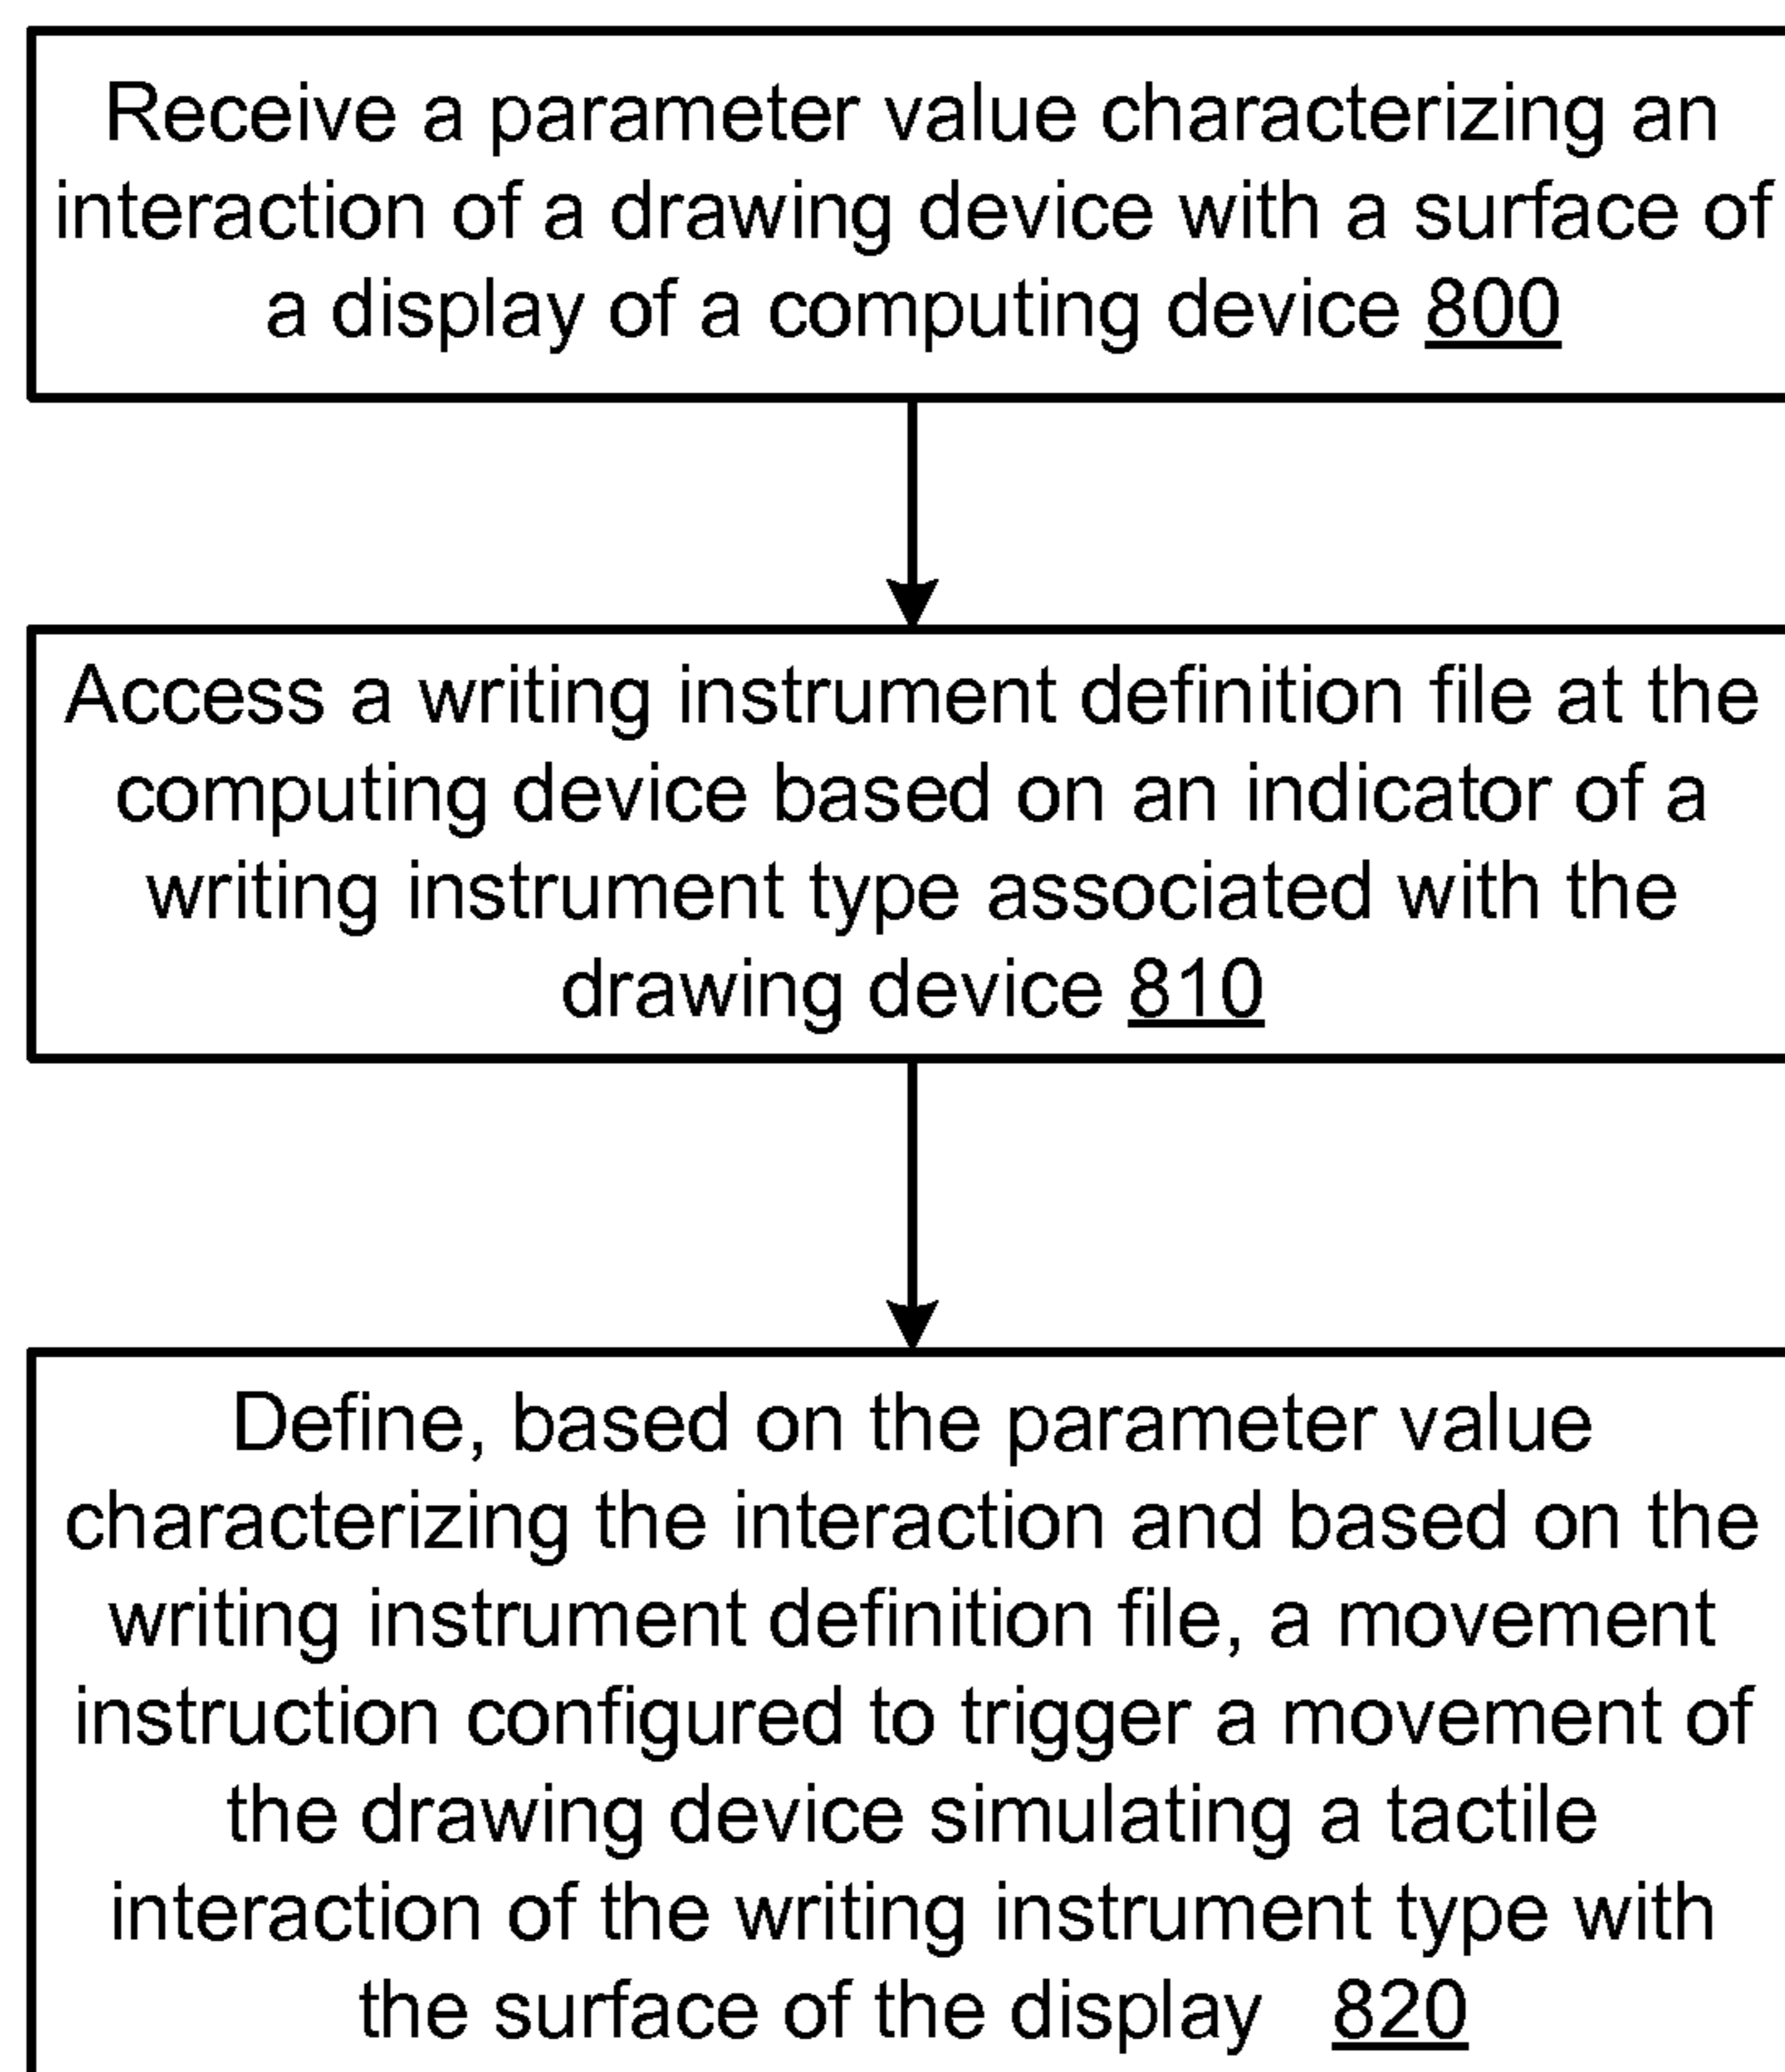 Receive a parameter value characterizing an
interaction of a drawing device with a surface of
a display of a computing device 800
Access a writing instrument definition file at the
computing device based on an indicator of a
writing instrument type associated with the
drawing device 810
Define, based on the parameter value
characterizing the interaction and based on the
writing instrument definition file, a movement
instruction configured to trigger a movement of
the drawing device simulating a tactile
interaction of the writing instrument type with
the surface of the display 820